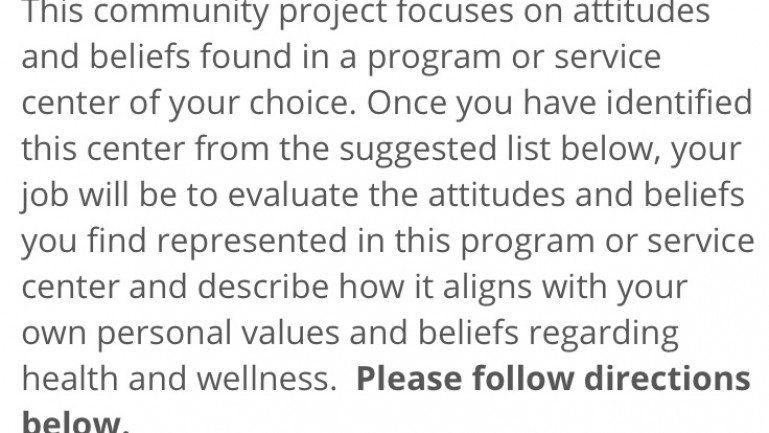 This community project focuses on attitudes
and beliefs found in a program or service
center of your choice. Once you have identified
this center from the suggested list below, your
job will be to evaluate the attitudes and beliefs
you find represented in this program or service
center and describe how it aligns with your
own personal values and beliefs regarding
health and wellness.  Please follow directions
below.